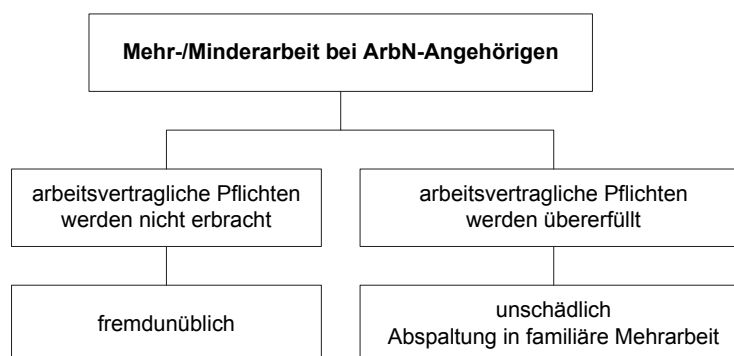 Mehr-/Minderarbeit bei ArbN-Angehörigen
arbeitsvertragliche Pflichten
werden nicht erbracht
arbeitsvertragliche Pflichten
werden übererfüllt
fremdunüblich
unschädlich
Abspaltung in familiäre Mehrarbeit